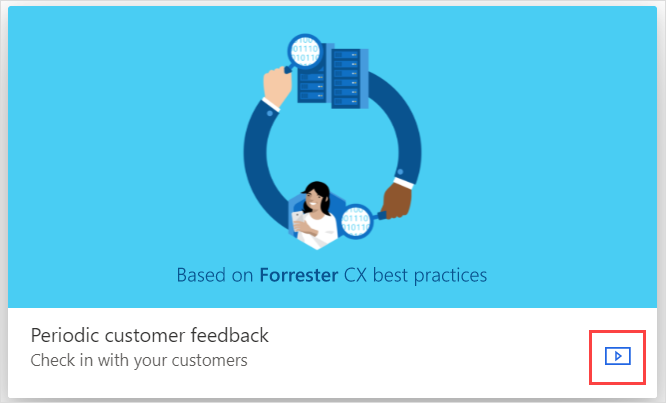 Based on Forrester CX best practices
Periodic customer feedback
Check in with your customers